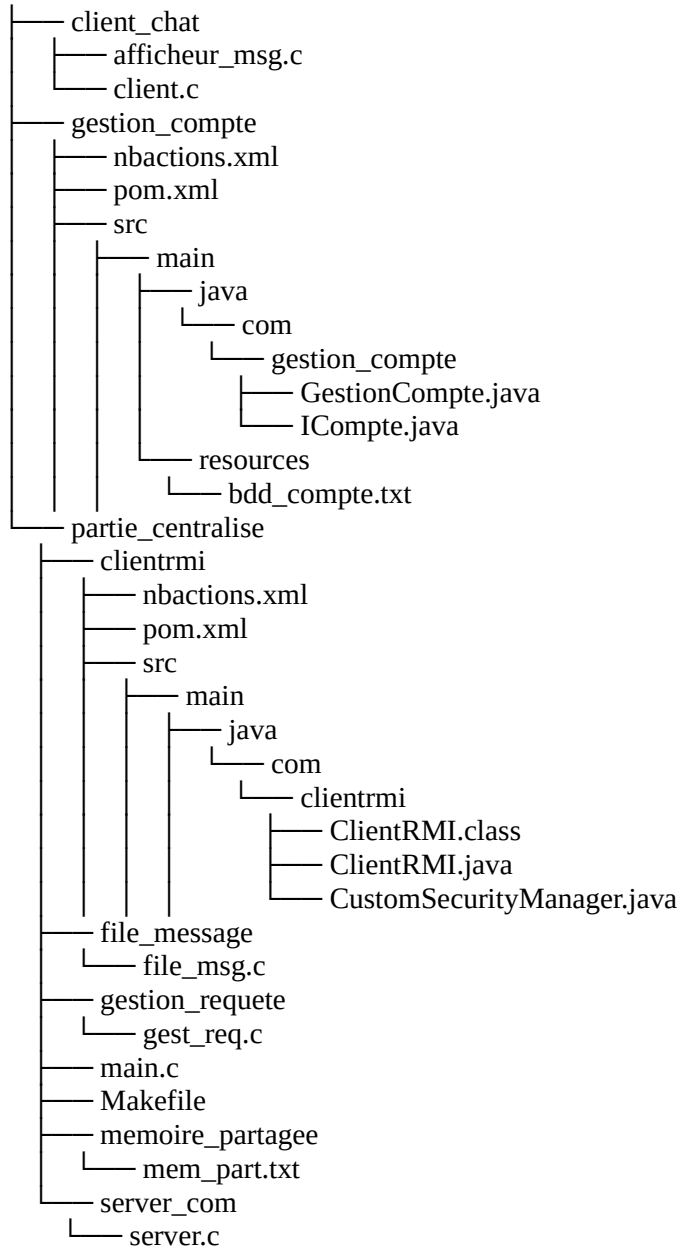 client_chat
afficheur_msg.c
client.c
gestion_compte
nbactions.xml
pom.xml
src
main
java
com
gestion_compte
GestionCompte.java
ICompte.java
resources
bdd_compte.txt
partie_centralise
clientrmi
nbactions.xml
pom.xml
src
main
java
com
clientrmi
ClientRMI.class
ClientRMI.java
CustomSecurityManager.java
file_message
file_msg.c
gestion_requete
gest_req.c
main.c
Makefile
memoire_partagee
mem_part.txt
server_com
server.c